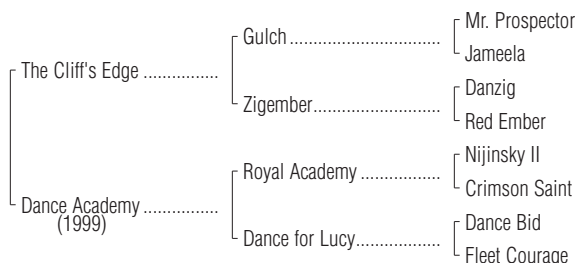 Mr. Prospector
Gulch ................................
Jameela
The Cliff's Edge ...............
Danzig
Zigember...........................
Red Ember
Nijinsky II
Royal Academy .................
Crimson Saint
Dance Academy ...............
(1999)
Dance Bid
Dance for Lucy..................
Fleet Courage